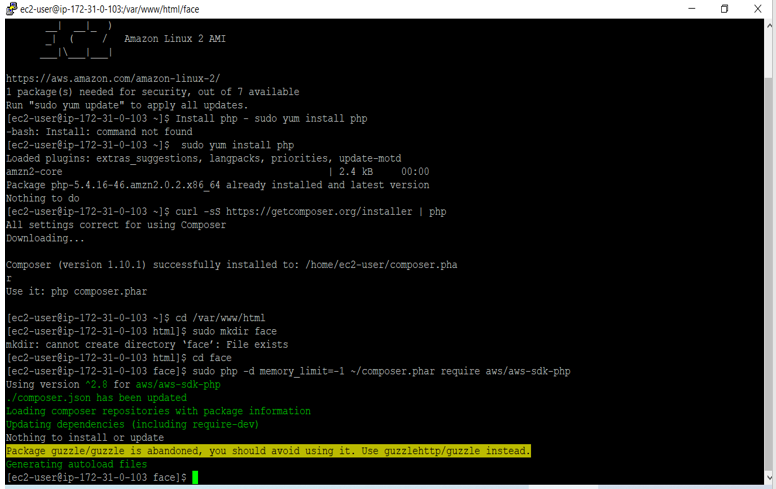 ec2-user@ip-172-31-0-103:/var/www/html/face
__|  __|_  )
_|  (     /   Amazon Linux 2 AMI
___|\___|___|
https://aws.amazon.com/amazon-linux-2/
1 package(s) needed for security, out of 7 available
Run "sudo yum update" to apply all updates.
[ec2-user@ip-172-31-0-103 ~]$ Install php - sudo yum install php
-bash: Install: command not found
[ec2-user@ip-172-31-0-103 ~]$  sudo yum install php
Loaded plugins: extras_suggestions, langpacks, priorities, update-motd
amzn2-core | 2.4 kB 00:00
Package php-5.4.16-46.amzn2.0.2.x86_64 already installed and latest version
Nothing to do
[ec2-user@ip-172-31-0-103 ~]$ curl -sS https://getcomposer.org/installer | php
All settings correct for using Composer
Downloading...
Composer (version 1.10.1) successfully installed to: /home/ec2-user/composer.pha
r
Use it: php composer.phar
[ec2-user@ip-172-31-0-103 ~]$ cd /var/www/html
[ec2-user@ip-172-31-0-103 html]$ sudo mkdir face
mkdir: cannot create directory ‘face’: File exists
[ec2-user@ip-172-31-0-103 html]$ cd face
[ec2-user@ip-172-31-0-103 face]$ sudo php -d memory_limit=-1 ~/composer.phar require aws/aws-sdk-php
Using version ^2.8 for aws/aws-sdk-php
./composer.json has been updated
Loading composer repositories with package information
Updating dependencies (including require-dev)
Nothing to install or update
Package guzzle/guzzle is abandoned, you should avoid using it. Use guzzlehttp/guzzle instead.
Generating autoload files
[ec2-user@ip-172-31-0-103 face]$